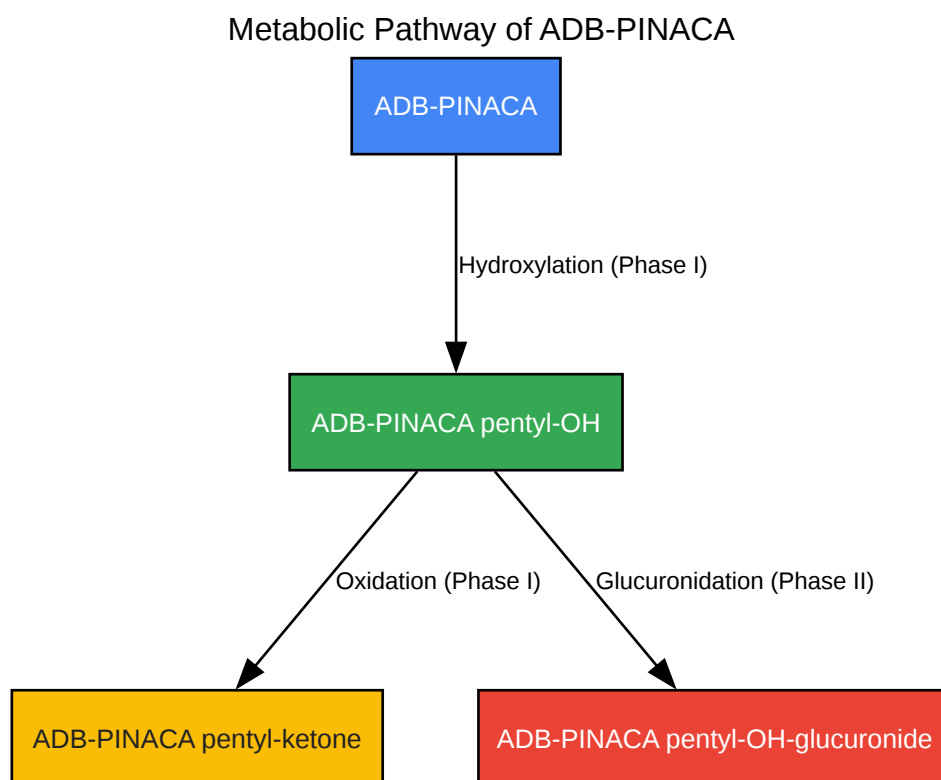 Metabolic Pathway of ADB-PINACA
ADB-PINACA
Hydroxylation (Phase I)
ADB-PINACA pentyl-OH
Oxidation (Phase I)
Glucuronidation (Phase II)
ADB-PINACA pentyl-ketone
ADB-PINACA pentyl-OH-glucuronide